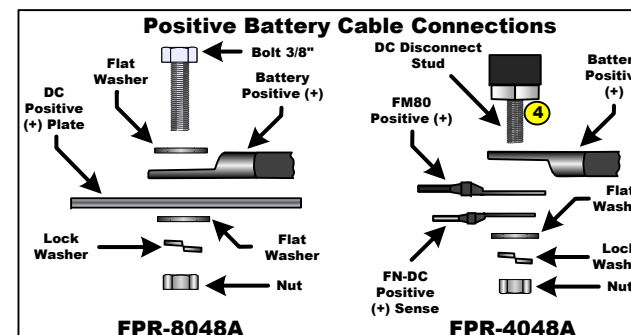 Positive Battery Cable Connections
Bolt 3/8"
Flat
Washer
Battery
Positive (+)
DC
Positive
(+) Plate
Lock
Washer
Flat
Washer
Nut
FPR-8048A
DC Disconnect
Stud
4
FM80
Positive (+)
(+)
FN-DC
Positive
(+) Sense
Nut
FPR-4048A